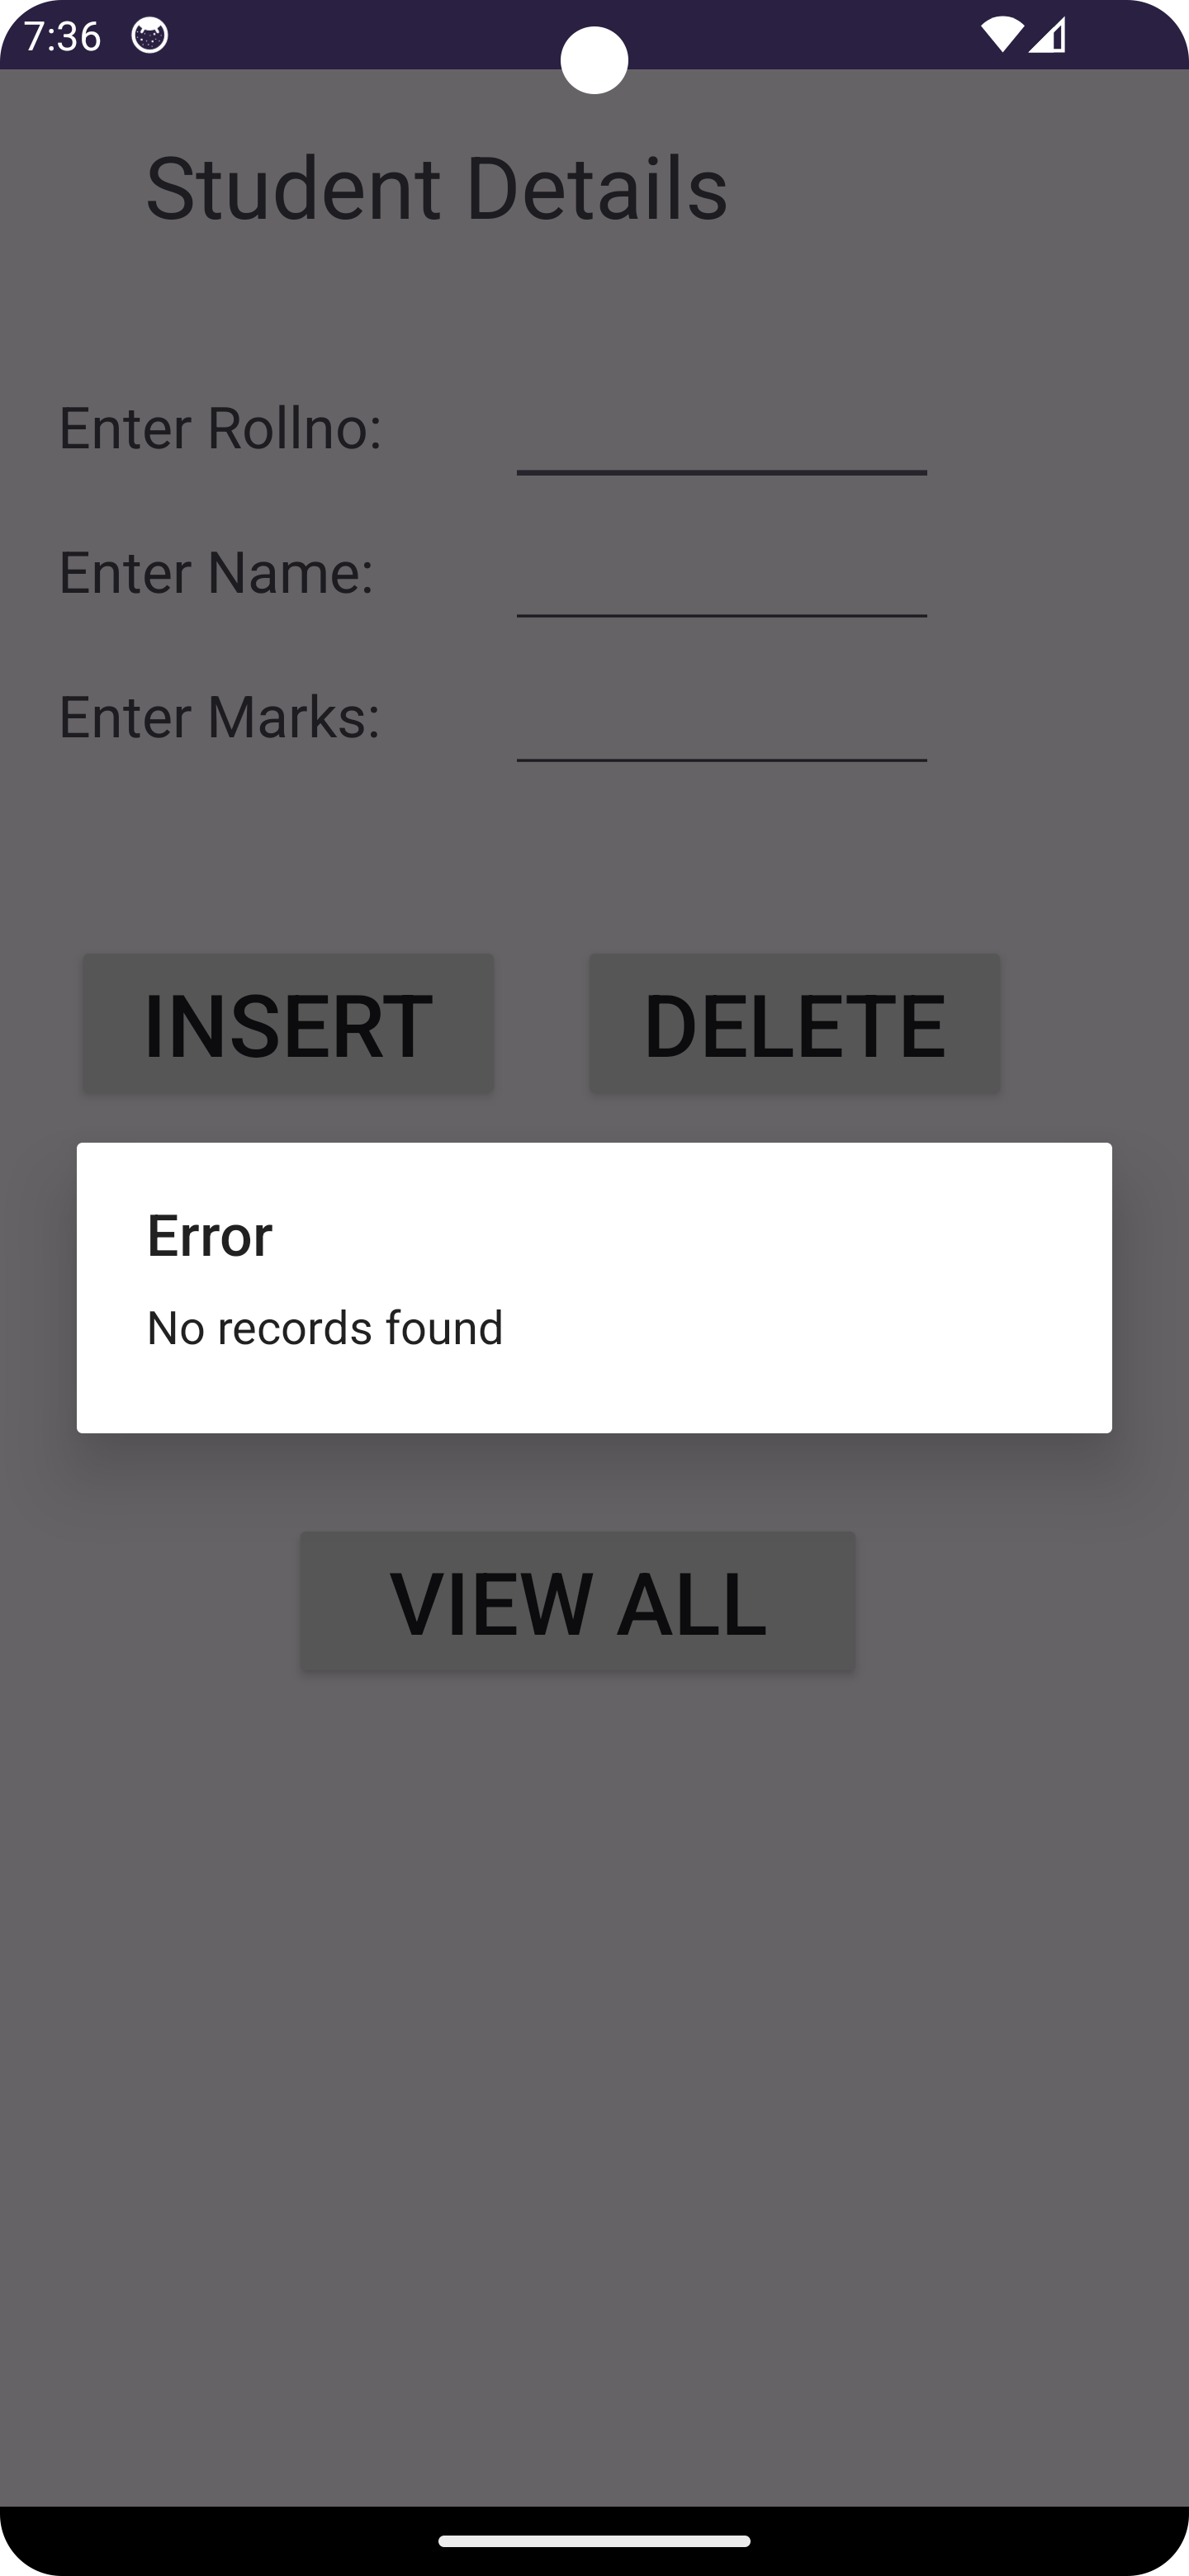 7:36
Student Details
Enter Rollno:
Enter Name:
Enter Marks:
INSERT DELETE
Error
No records found
VIEW ALL